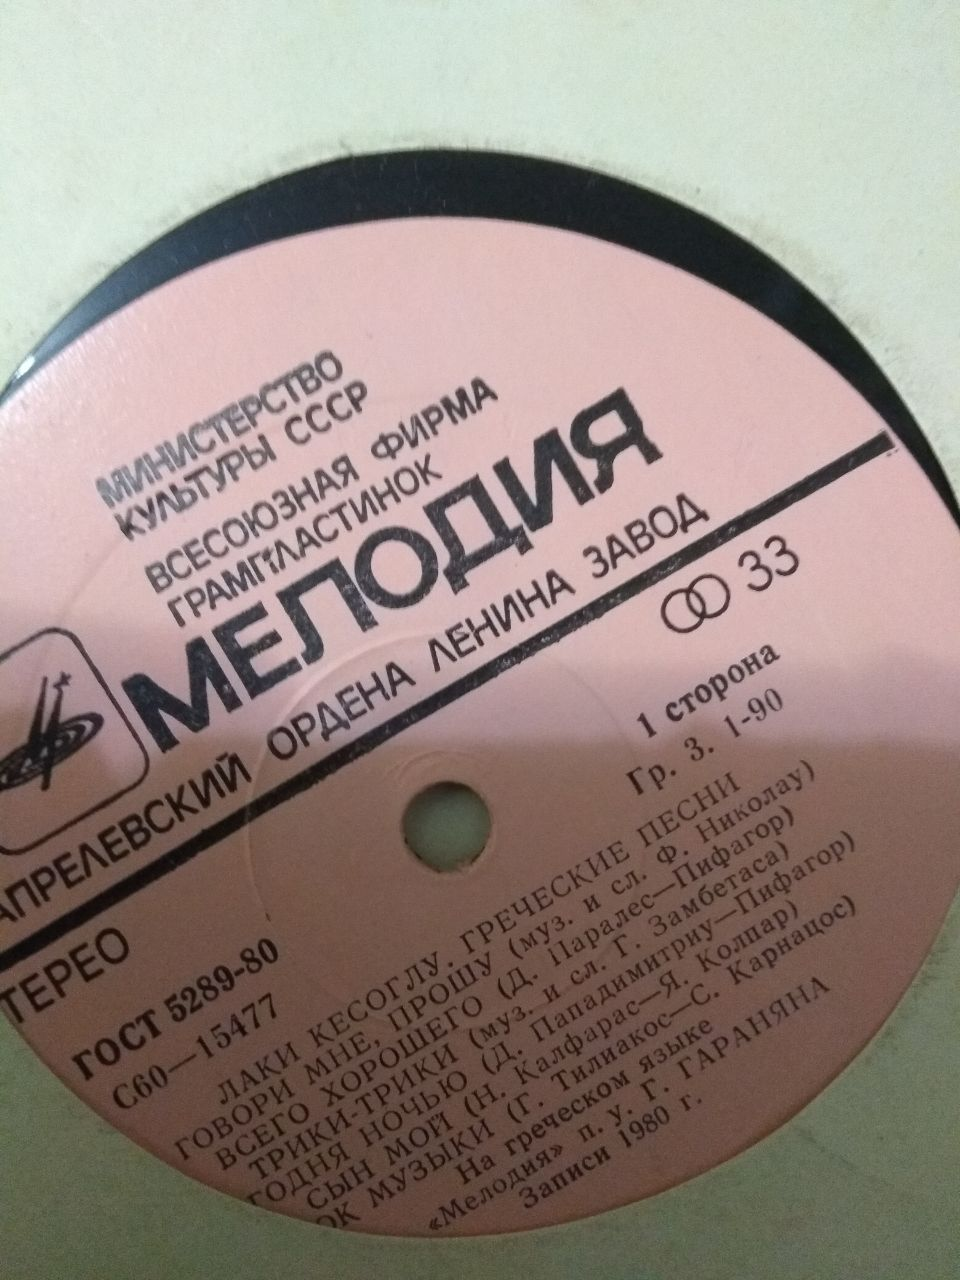 МИНИСТЕРСТВО
КУЛЬТУРЫ СССР
ВСЕСОЮЗНАЯ ФИРМА
ГРАМПЛАСТИНОК
МЕЛОДИЯ
АПРЕЛЕВСКИЙ ОРДЕНА ЛЕНИНА ЗАВОД
33
ТЕРЕО
1 сторона
ГОСТ 5289-80
Гр. 3. 1-90
С60—15477
ЛАКИ КЕСОГЛУ. ГРЕЧЕСКИЕ ПЕСНИ
ГОВОРИ МНЕ, ПРОШУ (муз. и сл. Ф. Николау)
ВСЕГО ХОРОШЕГО (Д. Паралес—Пифагор)
ТРИКИ-ТРИКИ (муз. и сл. Г. Замбетаса)
ГОДНЯ НОЧЬЮ (Д. Пападимитриу—Пифагор)
СЫН МОЙ (Н. Калфарас—Я. Колпар)
ОК МУЗЫКИ (Г. Тилиакос—С. Карнацос)
На греческом языке
«Мелодия» п. у. Г. ГАРАНЯНА
Записи 1980 г.